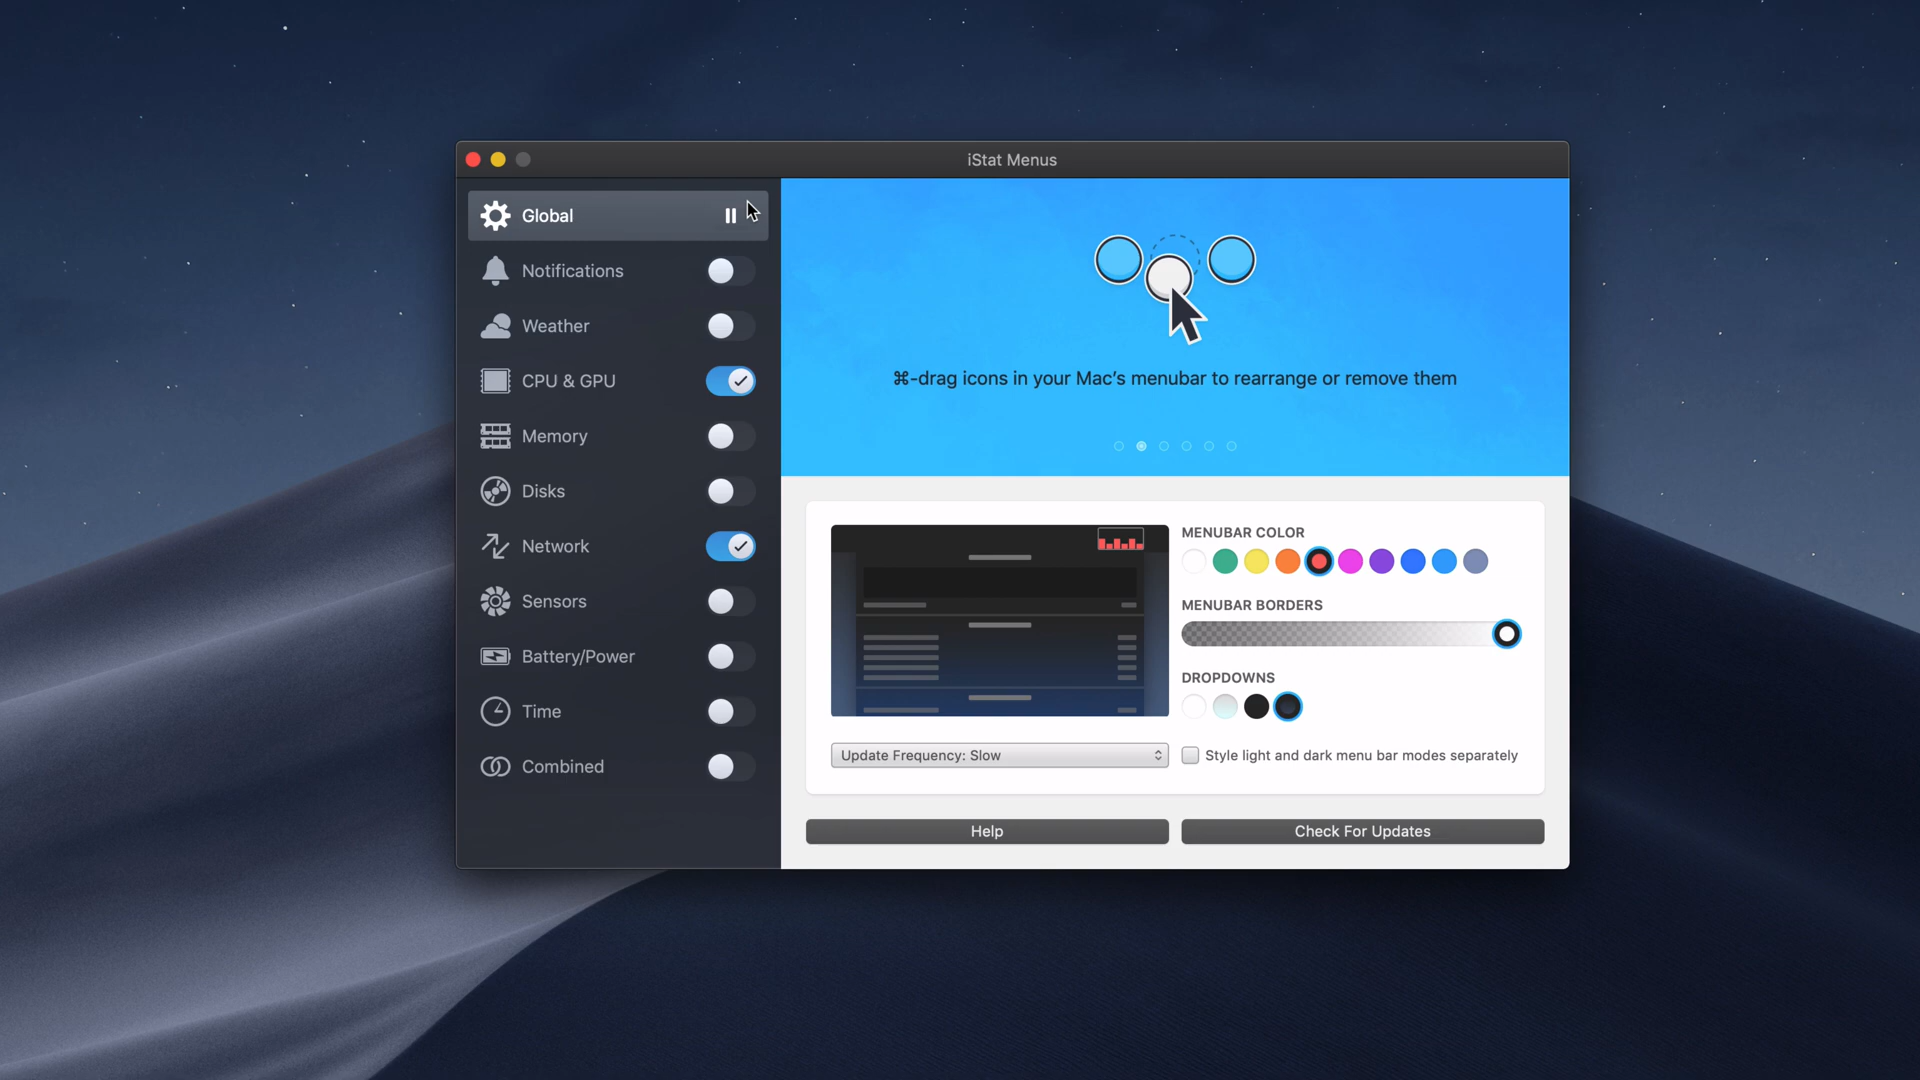 iStat Menus
Global
Notifications
Weather
CPU & GPU
Memory
Disks
Network
Sensors
Battery/Power
Time
Combined
⌘-drag icons in your Mac’s menubar to rearrange or remove them
MENUBAR COLOR
MENUBAR BORDERS
DROPDOWNS
Update Frequency: Slow
Style light and dark menu bar modes separately
Help
Check For Updates